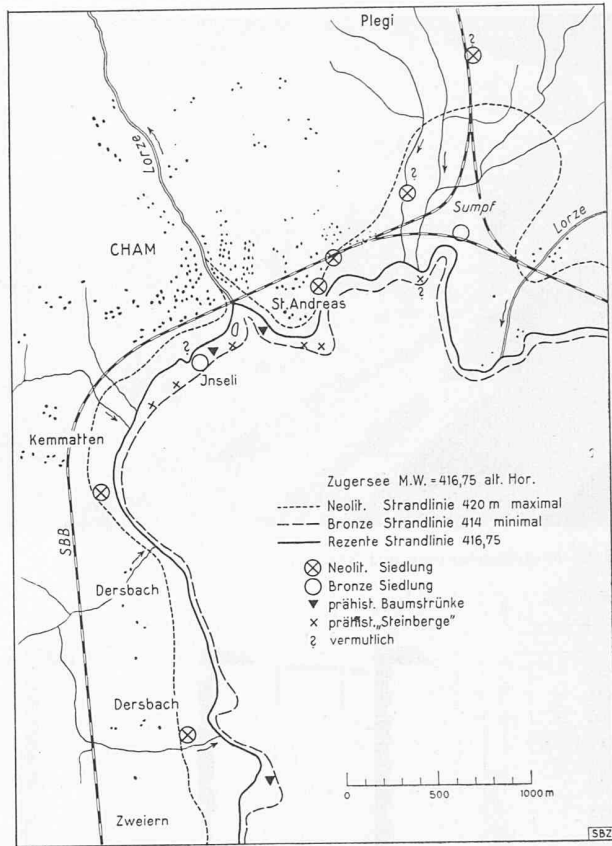 Plegi
?
Lorze
?
Sumpf
Lorze
CHAM
St. Andreas
?
?
Jnseli
Kemmatten
Zugersee M.W. = 416,75 alt. Hor.
Neolit. Strandlinie 420 m maximal
Bronze Strandlinie 414 minimal
Rezente Strandlinie 416,75
SBB
Neolit. Siedlung
Bronze Siedlung
Dersbach
prähist. Baumstrünke
prähist. „Steinberge"
? vermutlich
Dersbach
0 500 1000 m
Zweiern
SBZ